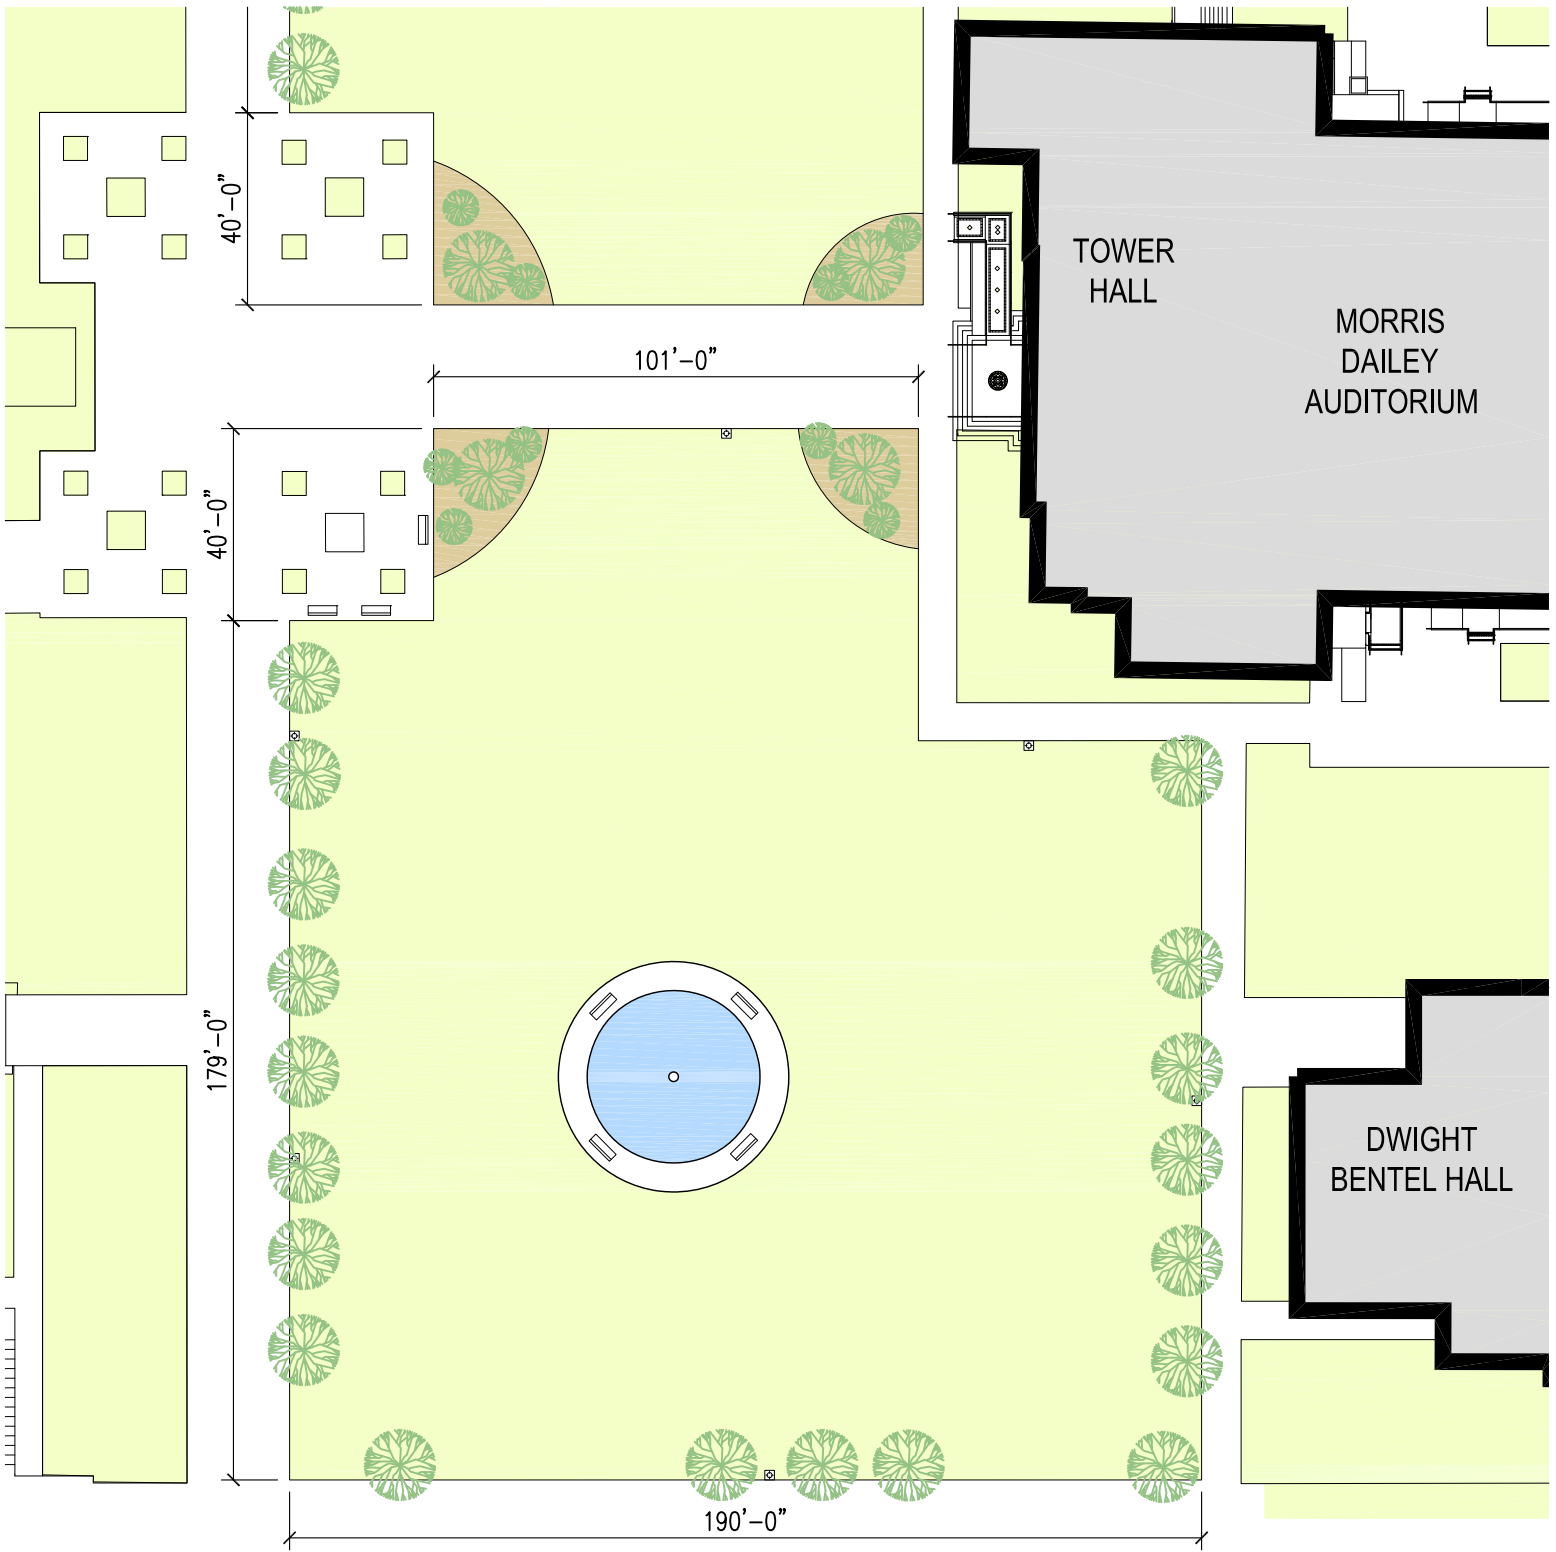 40'-0"
TOWER
HALL
MORRIS
DAILEY
AUDITORIUM
101'-0"
40'-0"
179'-0"
DWIGHT
BENTEL HALL
190'-0"